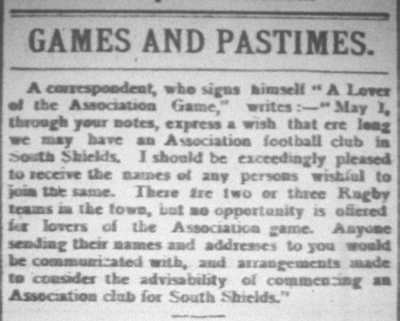 GAMES AND PASTIMES.
A correspondent, who signs himself "A Lover
of the Association Game," writes:—"May I,
through your notes, express a wish that ere long
we may have an Association football club in
South Shields. I should be exceedingly pleased
to receive the names of any persons wishful to
join the same. There are two or three Rugby
teams in the town, but no opportunity is offered
for lovers of the Association game. Anyone
sending their names and addresses to you would
be communicated with, and arrangements made
to consider the advisability of commencing an
Association club for South Shields."